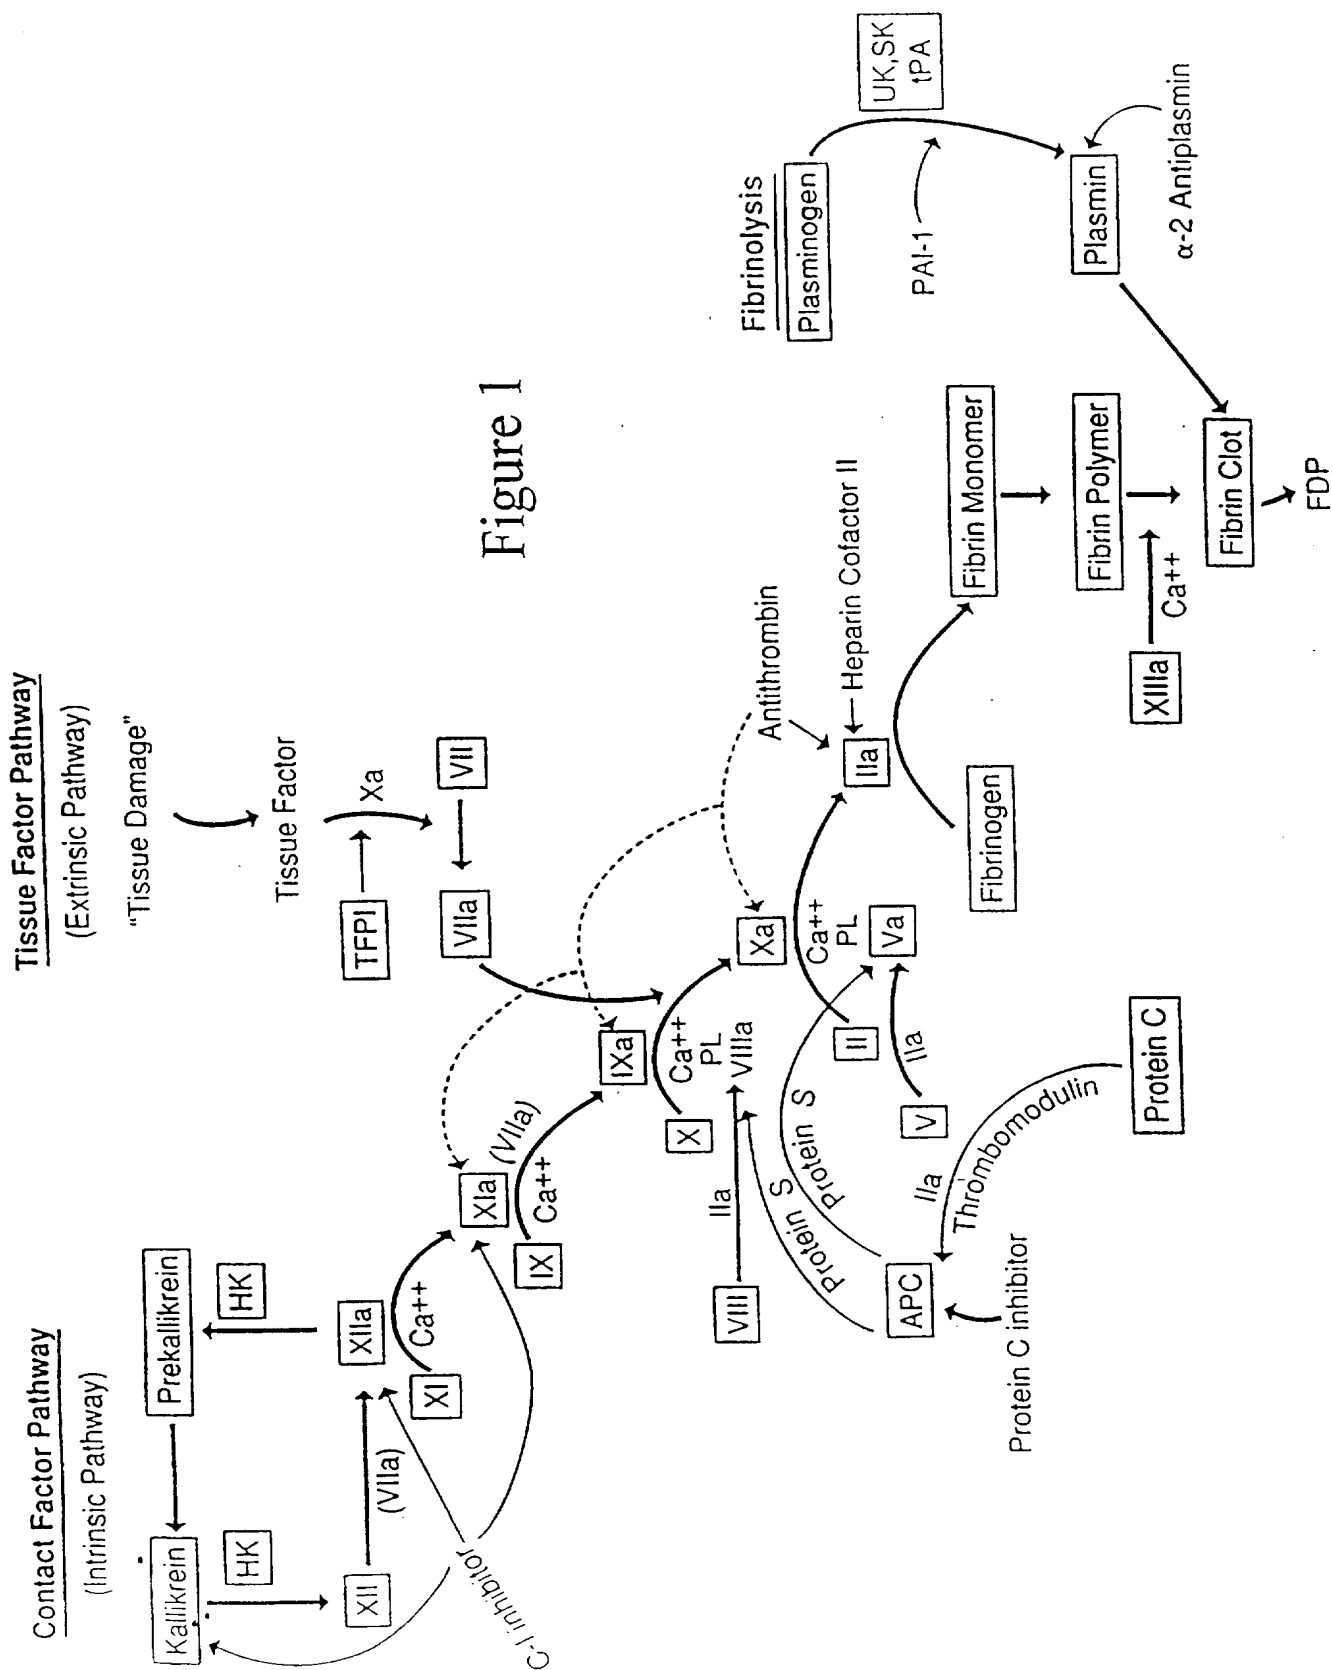 Contact Factor Pathway
(Intrinsic Pathway)
Kallikrein
Prekallikrein
HK
HK
XII
(VIIa)
XIIa
XI
Ca++
XIa
C-I inhibitor
IX
Ca++
(VIIa)
IXa
Tissue Factor Pathway
(Extrinsic Pathway)
"Tissue Damage"
Tissue Factor
TFPI
Xa
VIIa
VII
Figure 1
X
Ca++
PL
VIIIa
Xa
VIII
IIa
Protein S
Protein S
II
Ca++
PL
Va
V
IIa
APC
IIa
Thrombomodulin
Protein C
Protein C inhibitor
Antithrombin
IIa
Heparin Cofactor II
Fibrinogen
Fibrin Monomer
Fibrin Polymer
XIIIa
Ca++
Fibrin Clot
FDP
Fibrinolysis
Plasminogen
UK,SK
tPA
PAI-1
Plasmin
α-2 Antiplasmin